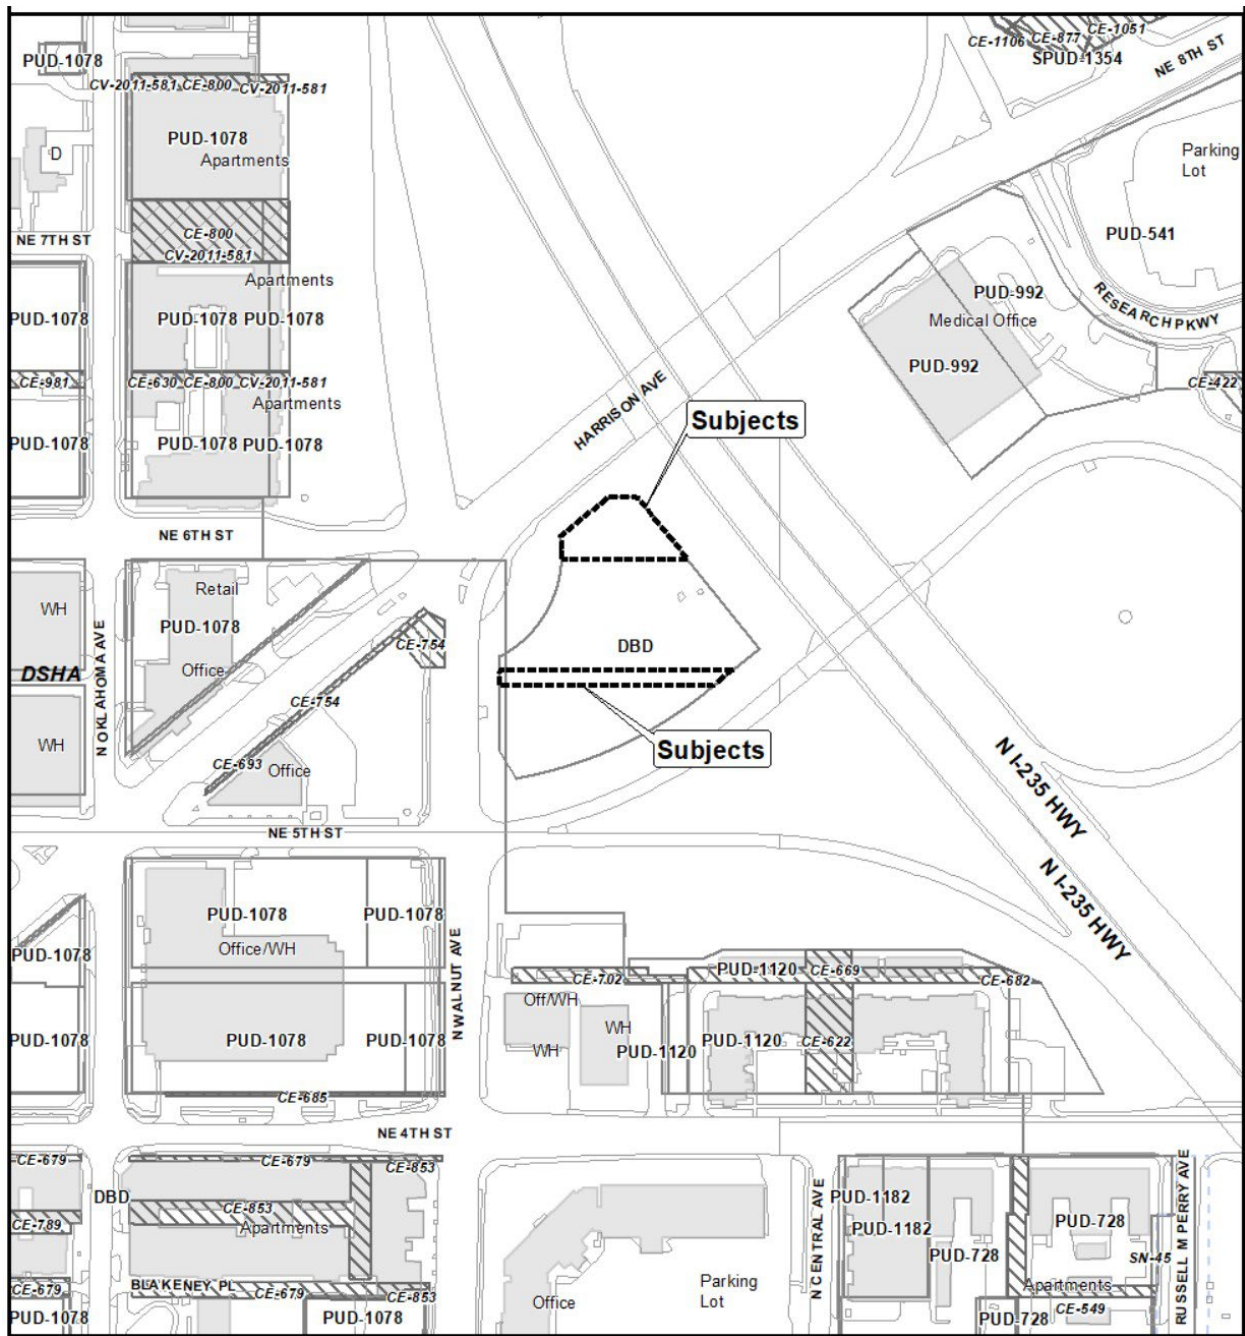 CE-1106 CE-877 CE-1051
SPUD-1354
NE 8TH ST
PUD-1078
CV-2011-581 CE-800 CV-2011-581
PUD-1078
Apartments
D
Parking
Lot
PUD-541
NE 7TH ST
CE-800
CV-2011-581
Apartments
PUD-1078
PUD-1078 PUD-1078
PUD-992
Medical Office
RESEARCH PKWY
PUD-992
CE-981
CE-630 CE-800 CV-2011-581
Apartments
CE-422
HARRISON AVE
Subjects
PUD-1078
PUD-1078 PUD-1078
NE 6TH ST
WH
Retail
PUD-1078
N OKLAHOMA AVE
CE-754
DBD
DSHA
Office
CE-754
WH
CE-693
Office
Subjects
N I-235 HWY
NE 5TH ST
N I-235 HWY
PUD-1078 PUD-1078
PUD-1078
Office/WH
N WALNUT AVE
CE-702
PUD-1120 CE-669
CE-682
Off/WH
WH
WH
PUD-1078
PUD-1078
PUD-1078
PUD-1120
PUD-1120
CE-622
CE-685
NE 4TH ST
CE-679
CE-679
CE-853
DBD
CE-853
Apartments
CE-789
N CENTRAL AVE
PUD-1182
PUD-1182
PUD-728
PUD-728
SN-45
RUSSELL M PERRY AVE
CE-679
BLAKENEY PL
CE-679
CE-853
PUD-1078
PUD-1078
Office
Parking
Lot
Apartments
CE-549
PUD-728